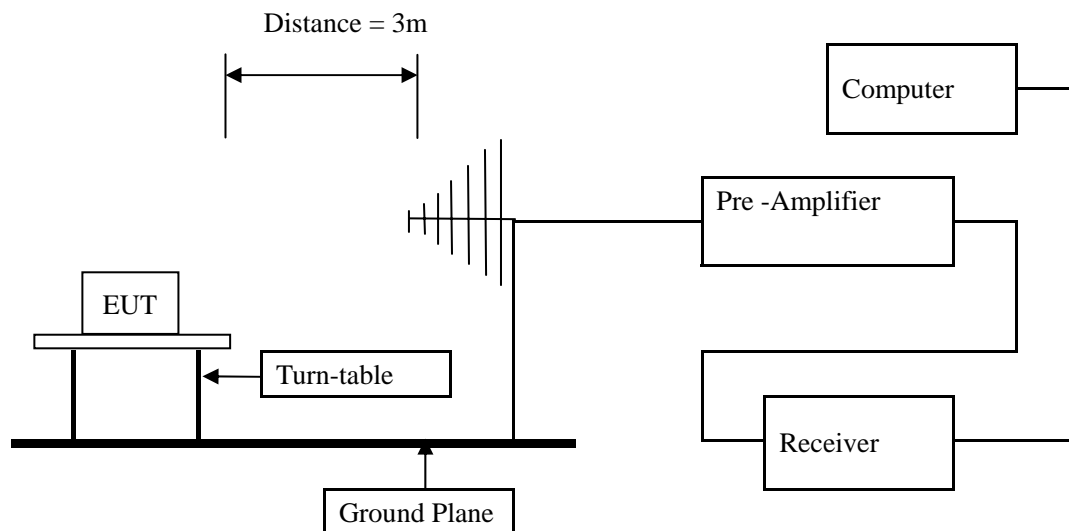 Distance = 3m
Computer
Pre -Amplifier
EUT
Turn-table
Receiver
Ground Plane